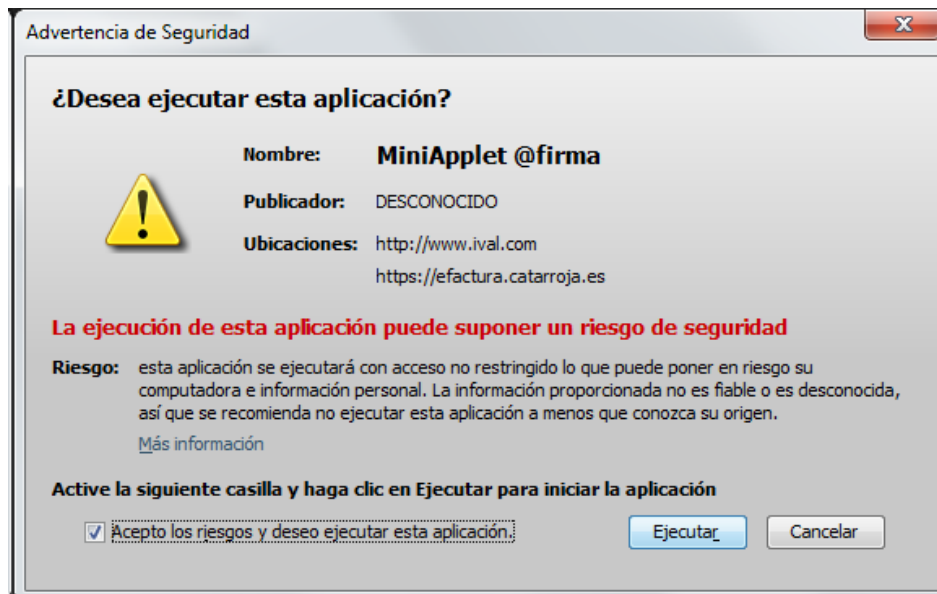 Advertencia de Seguridad
¿Desea ejecutar esta aplicación?
Nombre: MiniApplet @firma
Publicador: DESCONOCIDO
Ubicaciones: http://www.ival.com
https://efactura.catarroja.es
La ejecución de esta aplicación puede suponer un riesgo de seguridad
Riesgo: esta aplicación se ejecutará con acceso no restringido lo que puede poner en riesgo su
computadora e información personal. La información proporcionada no es fiable o es desconocida,
así que se recomienda no ejecutar esta aplicación a menos que conozca su origen.
Más información
Active la siguiente casilla y haga clic en Ejecutar para iniciar la aplicación
Acepto los riesgos y deseo ejecutar esta aplicación. Ejecutar Cancelar